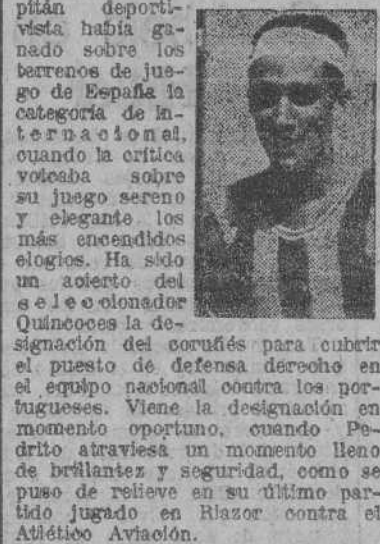 pitán deporti-
vista había ga-
nado sobre los
terrenos de jue-
go de España la
categoría de in-
ternacional,
cuando la crítica
volcaba sobre
su juego sereno
y elegante los
más encendidos
elogios. Ha sido
un acierto del
seleccionador
Quincoces la de-
signación del coruñés para cubrir
el puesto de defensa derecho en
el equipo nacional contra los por-
tugueses. Viene la designación en
momento oportuno, cuando Pe-
drito atraviesa un momento lleno
de brillantez y seguridad, como se
puso de relieve en su último par-
tido jugado en Riazor contra el
Atlético Aviación.